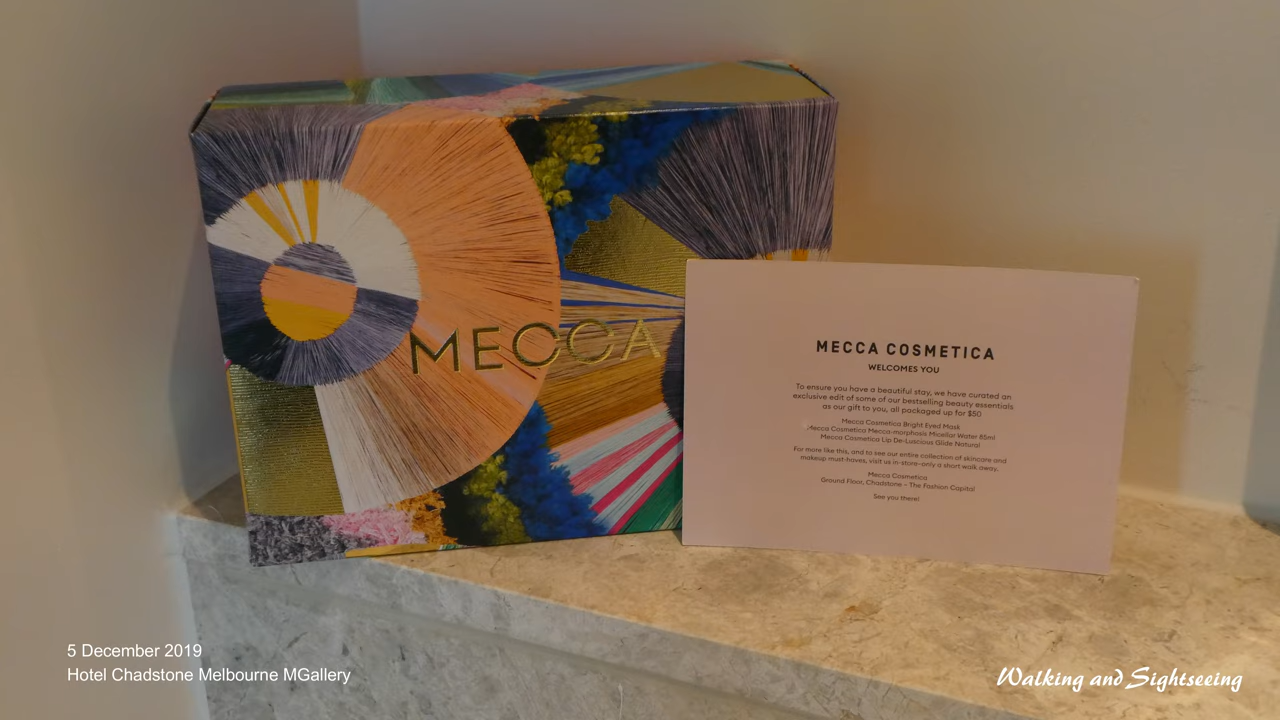 MECCA
MECCA COSMETICA
WELCOMES YOU
To ensure you have a beautiful stay, we have curated an
exclusive edit of some of our bestselling beauty essentials
as our gift to you, all packaged up for $50
Mecca Cosmetica Bright Eyed Mask
Mecca Cosmetica Mecca-morphosis Micellar Water 85ml
Mecca Cosmetica Lip De-Luscious Glide Natural
For more like this, and to see our entire collection of skincare and
makeup must-haves, visit us in-store-only a short walk away.
Mecca Cosmetica
Ground Floor, Chadstone – The Fashion Capital
See you there!
5 December 2019
Hotel Chadstone Melbourne MGallery
Walking and Sightseeing